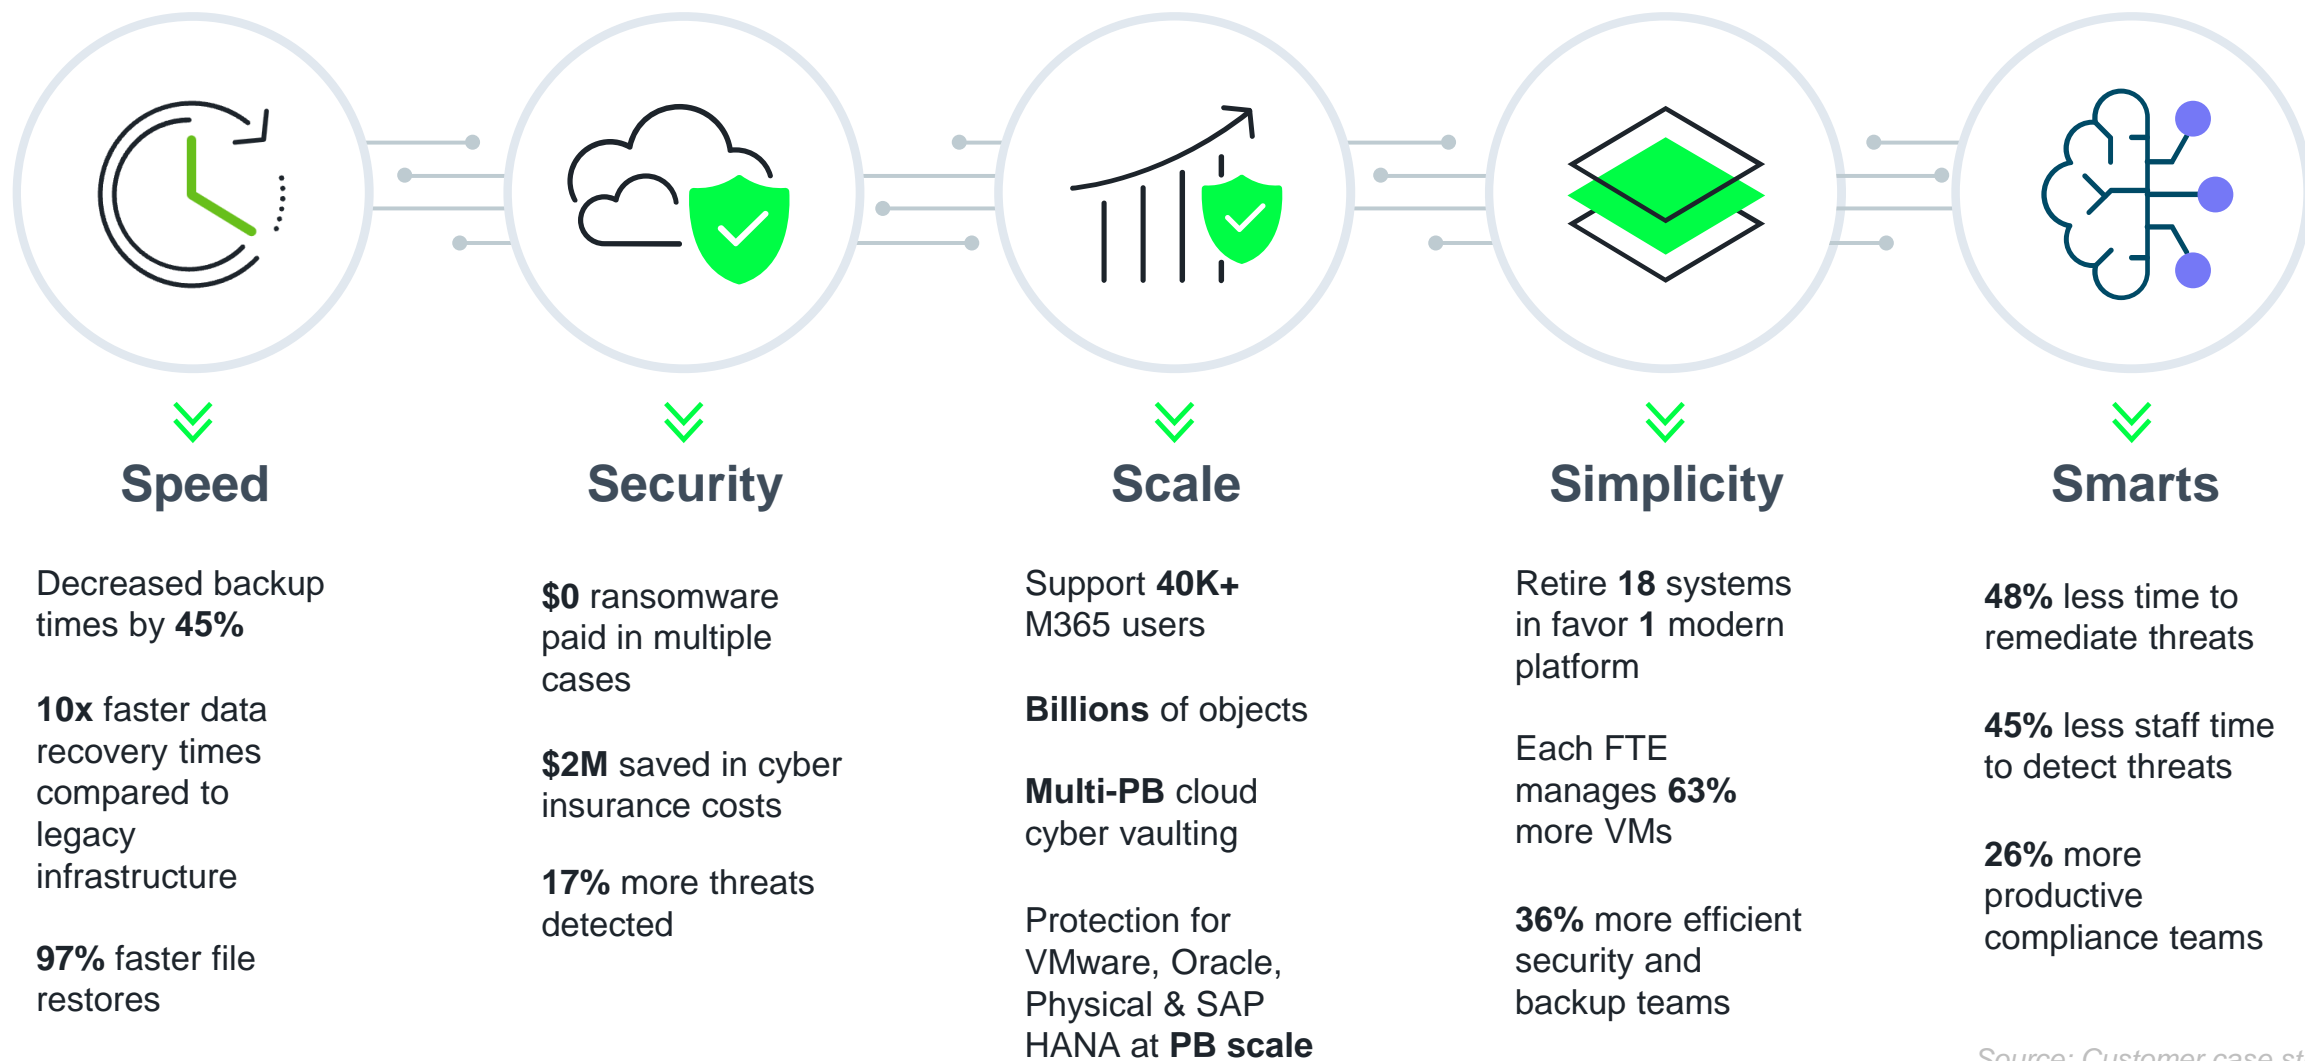 Speed
Decreased backup
times by 45%
10x faster data
recovery times
compared to
legacy
infrastructure
97% faster file
restores
Security
$0 ransomware
paid in multiple
cases
$2M saved in cyber
insurance costs
17% more threats
detected
Scale
Support 40K+
M365 users
Billions of objects
Multi-PB cloud
cyber vaulting
Protection for
VMware, Oracle,
Physical & SAP
HANA at PB scale
Simplicity
Retire 18 systems
in favor 1 modern
platform
Each FTE
manages 63%
more VMs
36% more efficient
security and
backup teams
Smarts
48% less time to
remediate threats
45% less staff time
to detect threats
26% more
productive
compliance teams
Source: Customer case